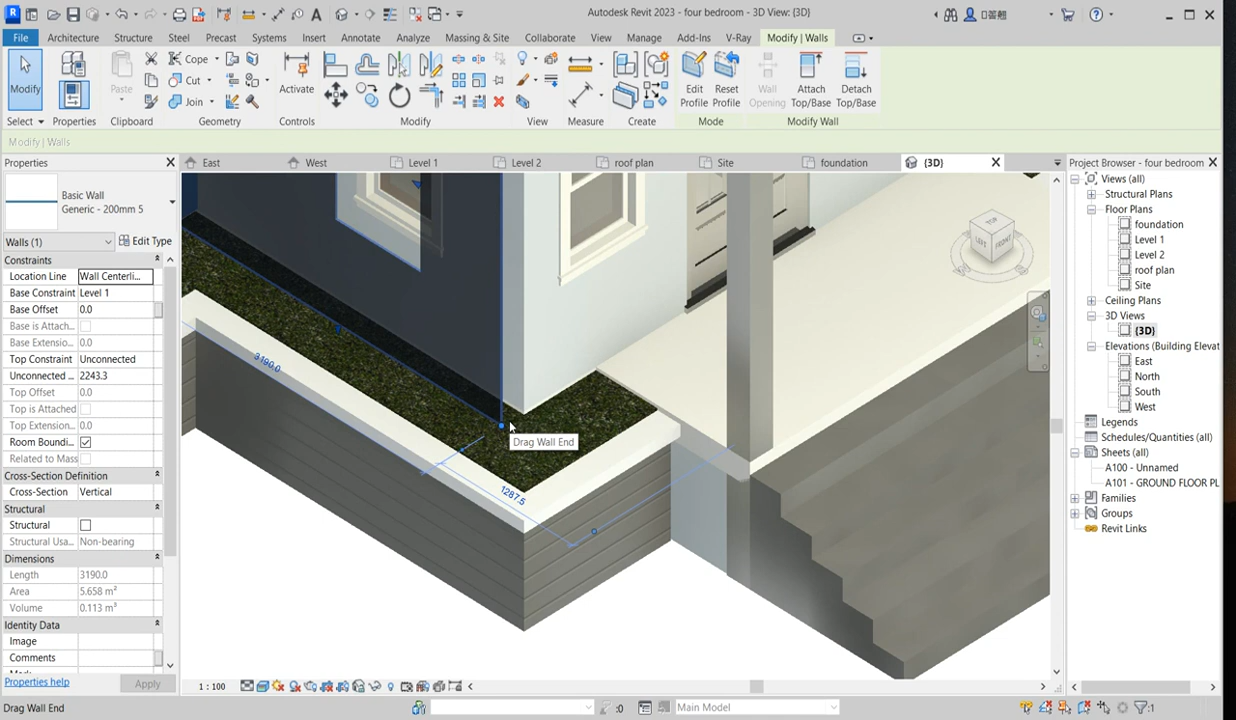 Autodesk Revit 2023 - four bedroom - 3D View: {3D}
File Architecture Structure Steel Precast Systems Insert Annotate Analyze Massing & Site Collaborate View Manage Add-Ins V-Ray Modify | Walls
Modify
Paste
Cope
Cut
Join
Activate
Edit Profile
Reset Profile
Wall Opening
Attach Top/Base
Detach Top/Base
Select Properties Clipboard Geometry Controls Modify View Measure Create Mode Modify Wall
Modify | Walls
Properties
East West Level 1 Level 2 roof plan Site foundation {3D}
Basic Wall
Generic - 200mm 5
Walls (1) Edit Type
Constraints
Location Line Wall Centerli...
Base Constraint Level 1
Base Offset 0.0
Base is Attach...
Base Extensio... 0.0
Top Constraint Unconnected
Unconnected ... 2243.3
Top Offset 0.0
Top is Attached
Top Extension... 0.0
Room Boundi...
Related to Mass
Cross-Section Definition
Cross-Section Vertical
Structural
Structural
Structural Usa... Non-bearing
Dimensions
Length 3190.0
Area 5.658 m²
Volume 0.113 m³
Identity Data
Image
Comments
Properties help Apply
Drag Wall End
3190.0
1287.5
Drag Wall End
TOP
LEFT FRONT
1 : 100
:0 Main Model :1
Project Browser - four bedroom
Views (all)
Structural Plans
Floor Plans
foundation
Level 1
Level 2
roof plan
Site
Ceiling Plans
3D Views
{3D}
Elevations (Building Elevat
East
North
South
West
Legends
Schedules/Quantities (all)
Sheets (all)
A100 - Unnamed
A101 - GROUND FLOOR PL
Families
Groups
Revit Links